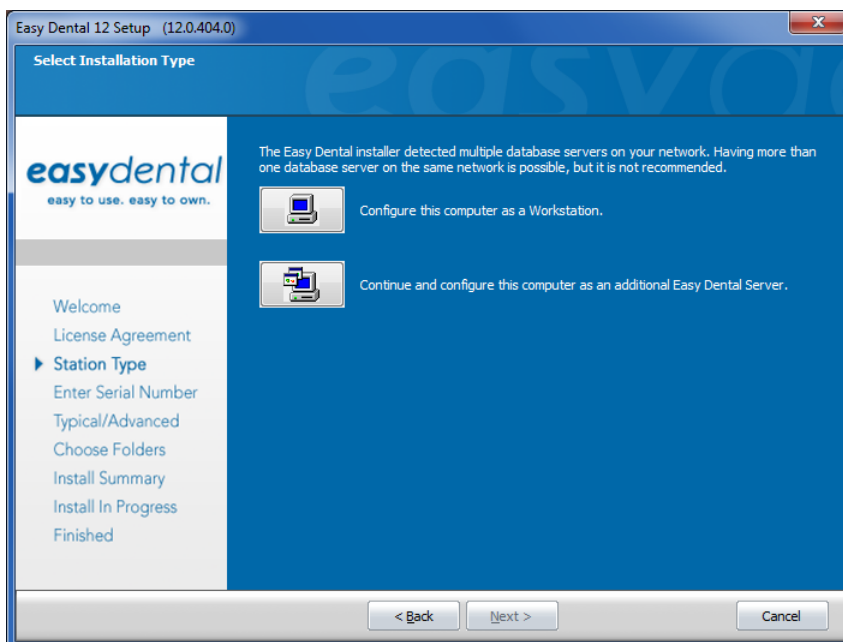 Easy Dental 12 Setup (12.0.404.0)
Select Installation Type
easydental
easy to use. easy to own.
Welcome
License Agreement
Station Type
Enter Serial Number
Typical/Advanced
Choose Folders
Install Summary
Install In Progress
Finished
The Easy Dental installer detected multiple database servers on your network. Having more than
one database server on the same network is possible, but it is not recommended.
Configure this computer as a Workstation.
Continue and configure this computer as an additional Easy Dental Server.
< Back
Next >
Cancel